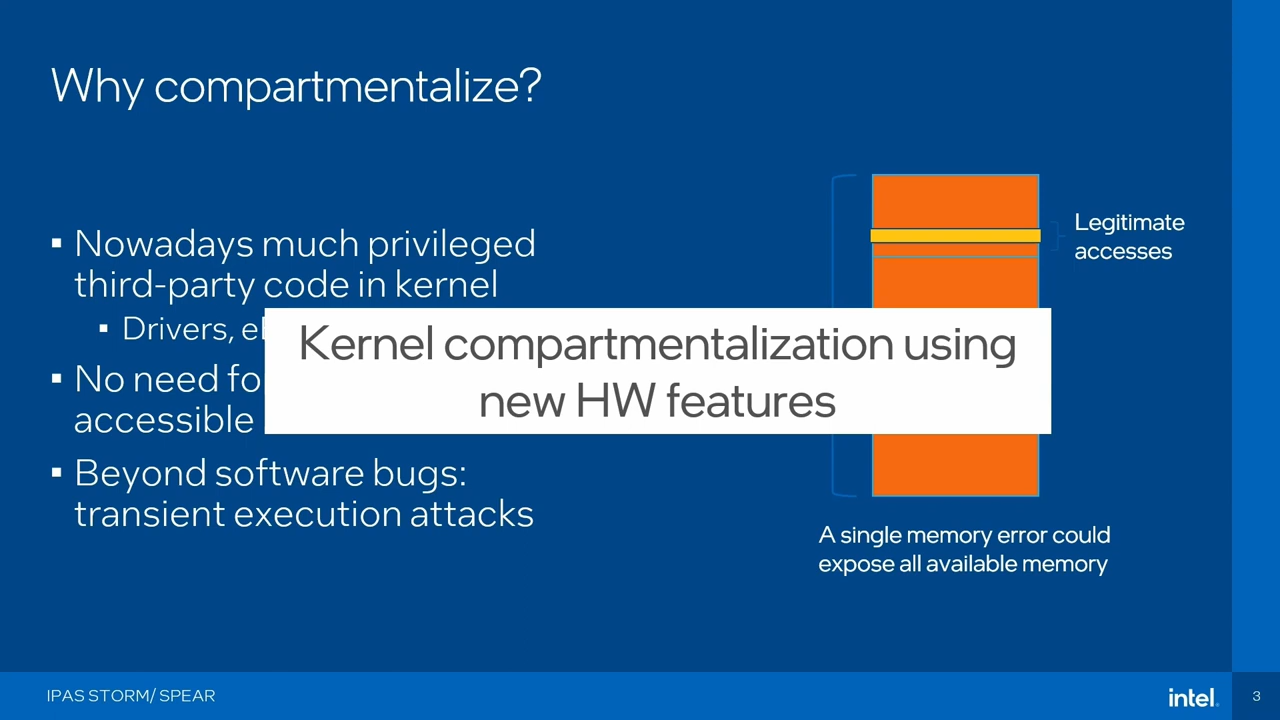 Why compartmentalize?
▪ Nowadays much privileged
third-party code in kernel
▪ Drivers,
▪ No need
accessible
▪ Beyond software bugs:
transient execution attacks
Kernel compartmentalization using
new HW features
Legitimate
accesses
A single memory error could
expose all available memory
IPAS STORM/ SPEAR
intel.
3